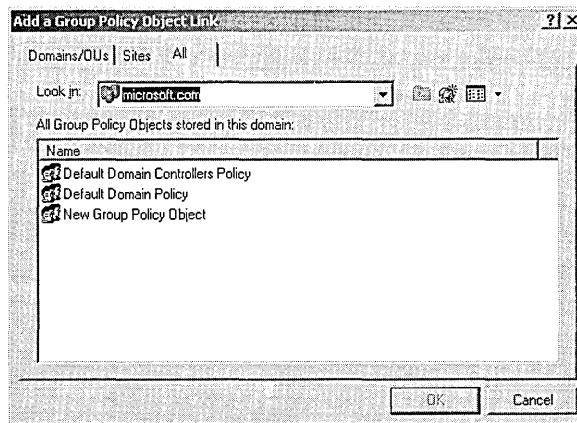 Add a Group Policy Object Link
Domains/OUs Sites All
Look in: microsoft.com
All Group Policy Objects stored in this domain:
Name
Default Domain Controllers Policy
Default Domain Policy
New Group Policy Object
OK Cancel